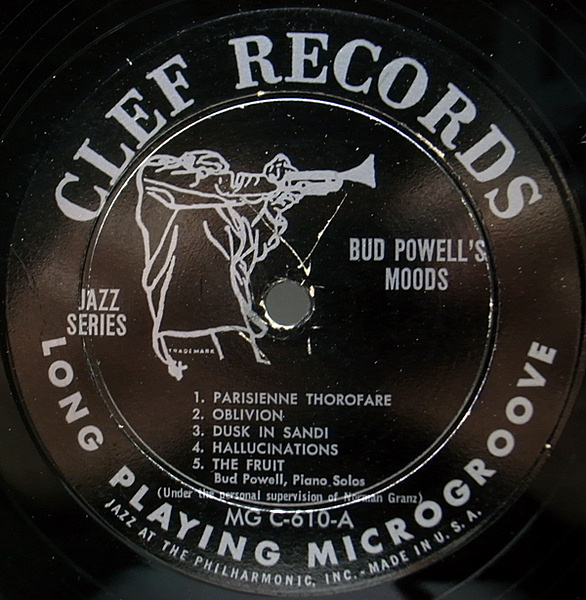 CLEF RECORDS
BUD POWELL'S
MOODS
JAZZ
SERIES
TRADEMARK
1. PARISIENNE THOROFARE
2. OBLIVION
3. DUSK IN SANDI
4. HALLUCINATIONS
5. THE FRUIT
Bud Powell, Piano Solos
(Under the personal supervision of Norman Granz)
MG C-610-A
LONG PLAYING MICROGROOVE
JAZZ AT THE PHILHARMONIC, INC. - MADE IN U.S.A.